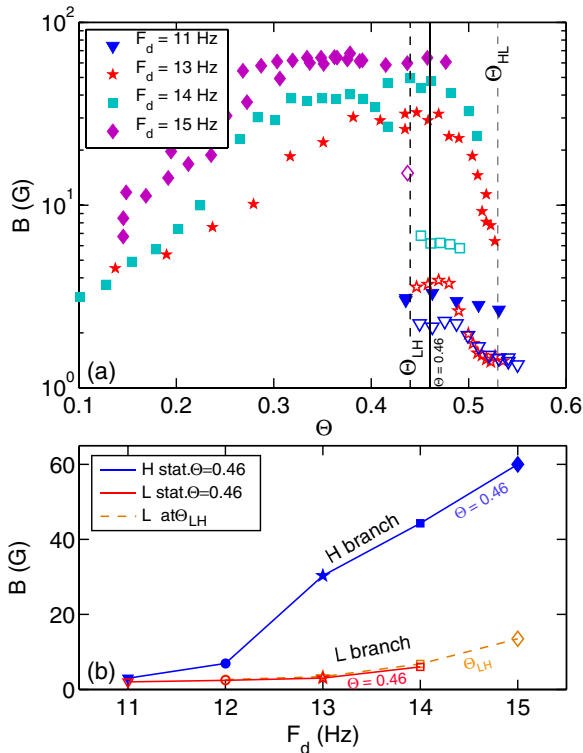 10²
F_d = 11 Hz
F_d = 13 Hz
F_d = 14 Hz
F_d = 15 Hz
Θ_HL
B (G)
10¹
Θ_LH
Θ=0.46
(a)
10⁰
0.1 0.2 0.3 0.4 0.5 0.6
Θ
60
H stat.Θ=0.46
L stat.Θ=0.46
L atΘ_LH
Θ=0.46
H branch
40
B (G)
20
L branch
Θ_LH
Θ=0.46
(b)
0
11 12 13 14 15
F_d (Hz)